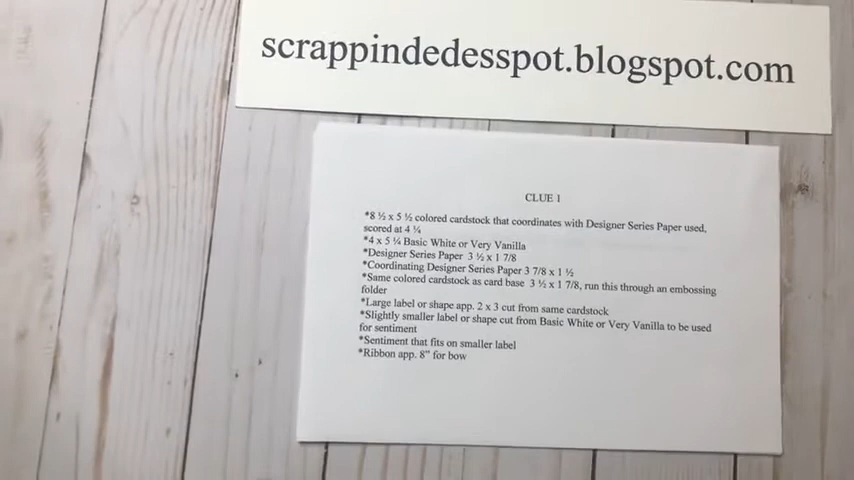 scrappindedesspot.blogspot.com
CLUE 1
*8 ½ x 5 ½ colored cardstock that coordinates with Designer Series Paper used,
scored at 4 ¼
*4 x 5 ¼ Basic White or Very Vanilla
*Designer Series Paper 3 ½ x 1 7/8
*Coordinating Designer Series Paper 3 7/8 x 1 ½
*Same colored cardstock as card base 3 ½ x 1 7/8, run this through an embossing
folder
*Large label or shape app. 2 x 3 cut from same cardstock
*Slightly smaller label or shape cut from Basic White or Very Vanilla to be used
for sentiment
*Sentiment that fits on smaller label
*Ribbon app. 8" for bow